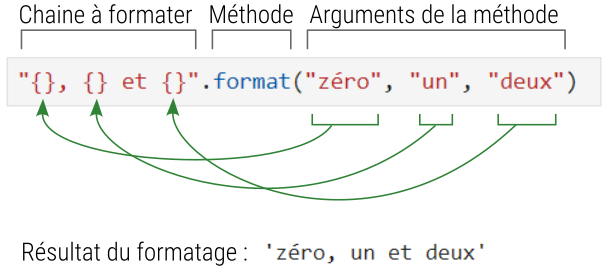 Chaine à formater Méthode Arguments de la méthode
"{}, {} et {}".format("zéro", "un", "deux")
Résultat du formatage : 'zéro, un et deux'